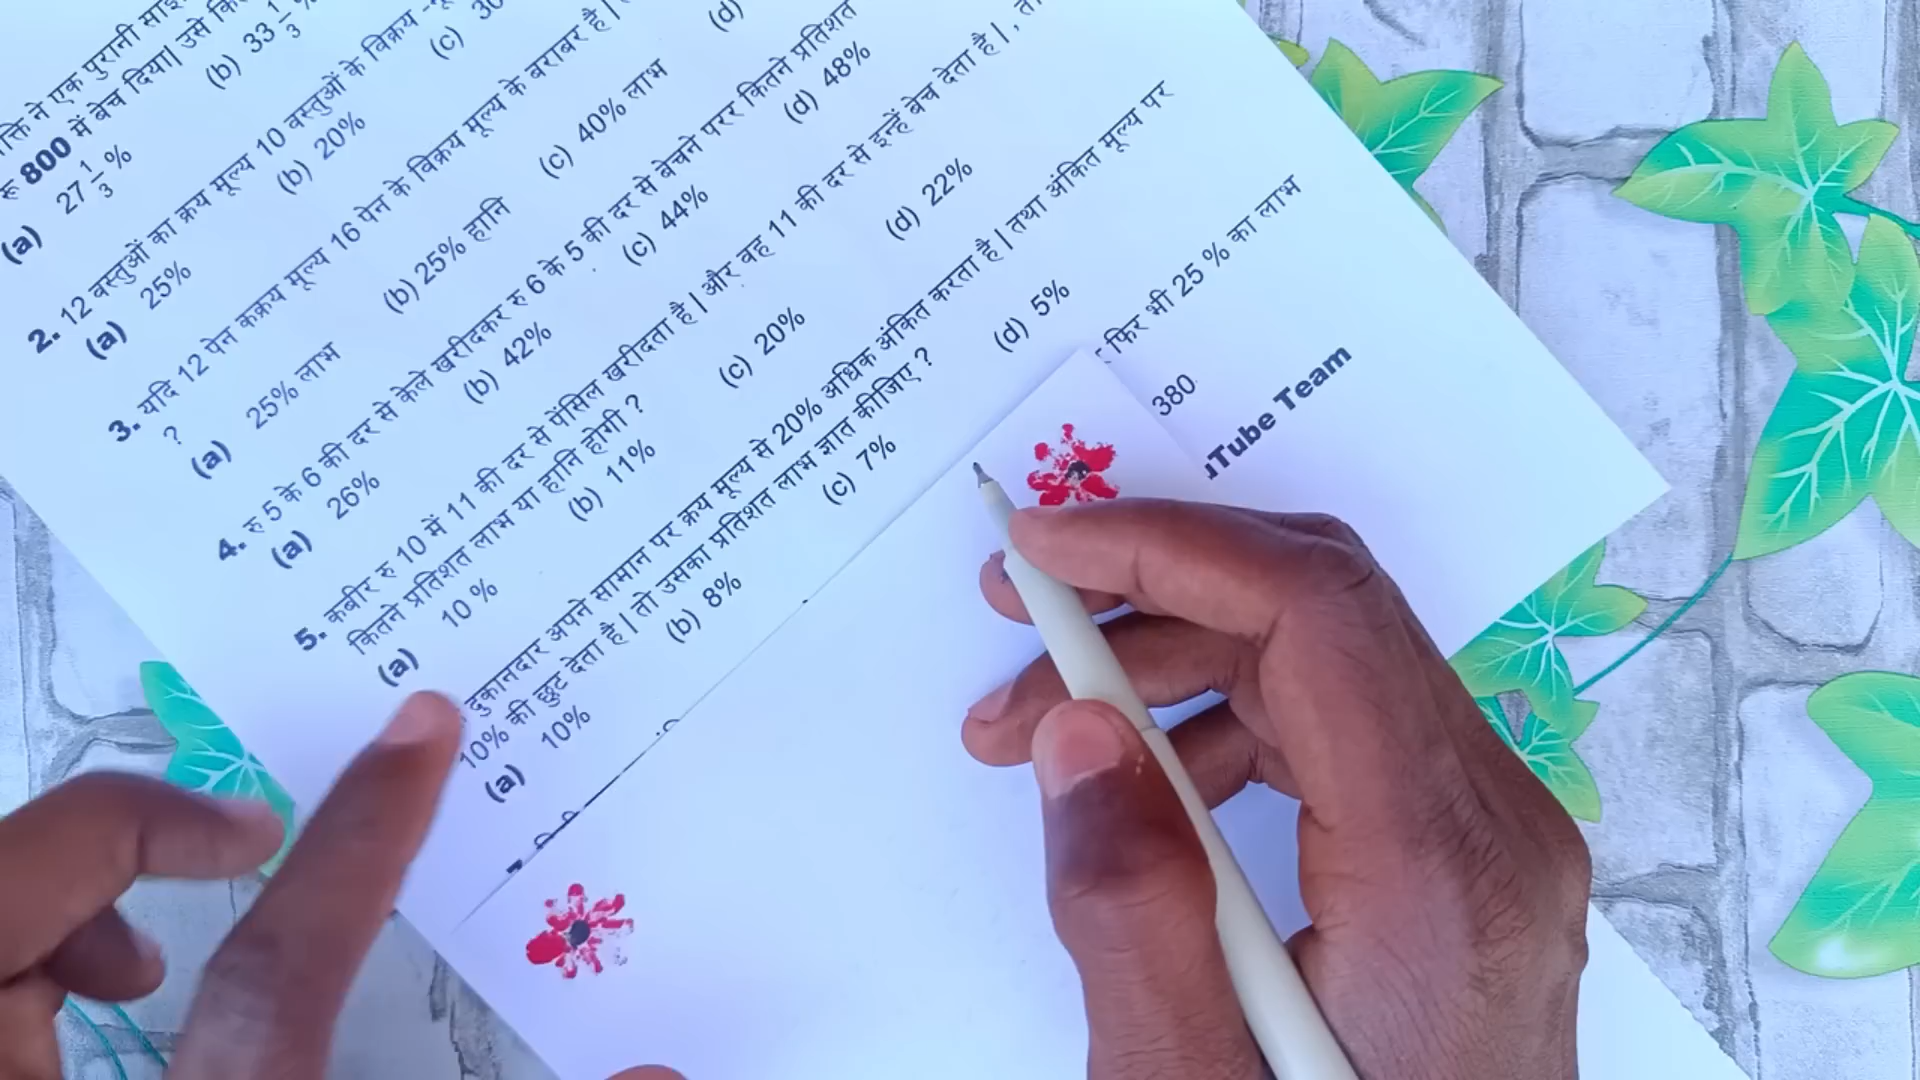 ने एक पुरानी
रू 800 में बेच दिया। उसे
(a) 27 1/3 % (b) 33 1/3 %
2. 12 वस्तुओं का क्रय मूल्य 10 वस्तुओं के विक्रय
(a) 25% (b) 20% (c) (d)
3. यदि 12 पेन कक्रय मूल्य 16 पेन के विक्रय मूल्य के बराबर है।
?
(a) 25% लाभ (b) 25% हानि (c) 40% लाभ
4. रु 5 के 6 की दर से केले खरीदकर रु 6 के 5 की दर से बेचने परर कितने प्रतिशत
(a) 26% (b) 42% (c) 44% (d) 48%
5. कबीर रु 10 में 11 की दर से पेंसिल खरीदता है। और वह 11 की दर से इन्हें बेच देता है। ,
कितने प्रतिशत लाभ या हानि होगी ?
(a) 10 % (b) 11% (c) 20% (d) 22%
दुकानदार अपने सामान पर क्रय मूल्य से 20% अधिक अंकित करता है। तथा अंकित मूल्य पर
10% की छुट देता है। तो उसका प्रतिशत लाभ ज्ञात कीजिए ?
(a) 10% (b) 8% (c) 7% (d) 5%
फिर भी 25 % का लाभ
380
Tube Team